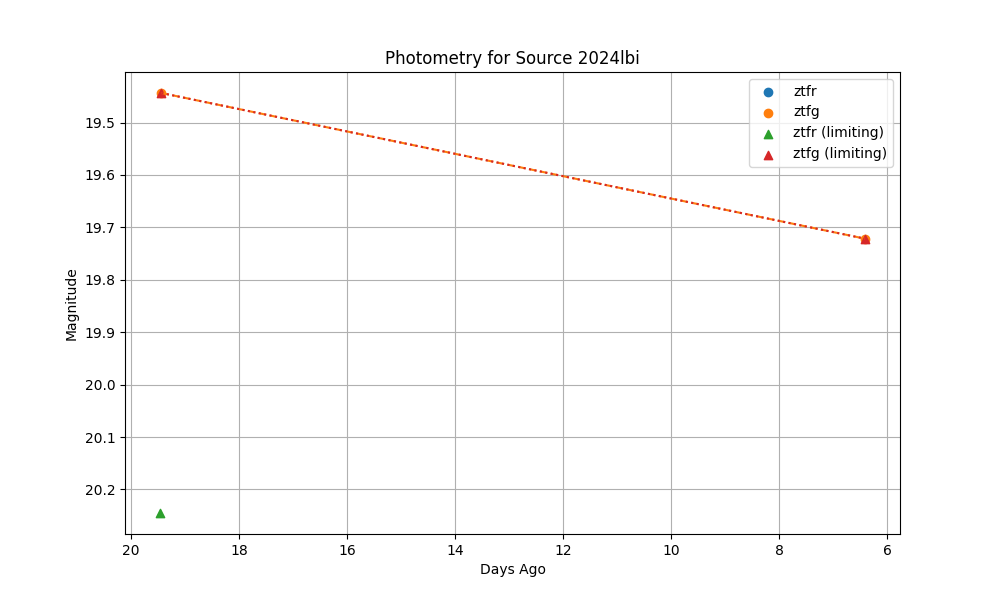 Photometry for Source 2024lbi
ztfr
ztfg
ztfr (limiting)
ztfg (limiting)
Magnitude
19.5
19.6
19.7
19.8
19.9
20.0
20.1
20.2
20 18 16 14 12 10 8 6
Days Ago